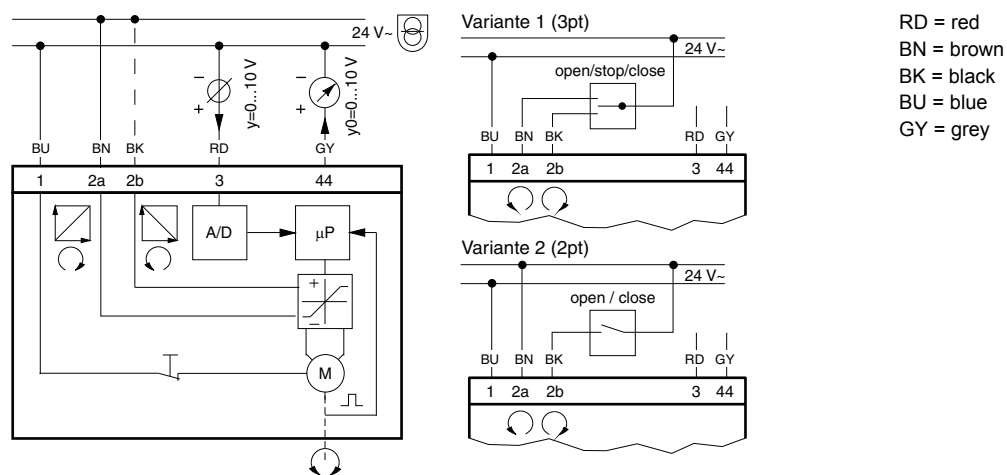 24 V~
y=0...10 V
y0=0...10 V
BU BN BK RD GY
1 2a 2b 3 44
A/D
µP
+
−
M
Variante 1 (3pt)
24 V~
open/stop/close
BU BN BK RD GY
1 2a 2b 3 44
Variante 2 (2pt)
24 V~
open / close
BU BN BK RD GY
1 2a 2b 3 44
RD = red
BN = brown
BK = black
BU = blue
GY = grey